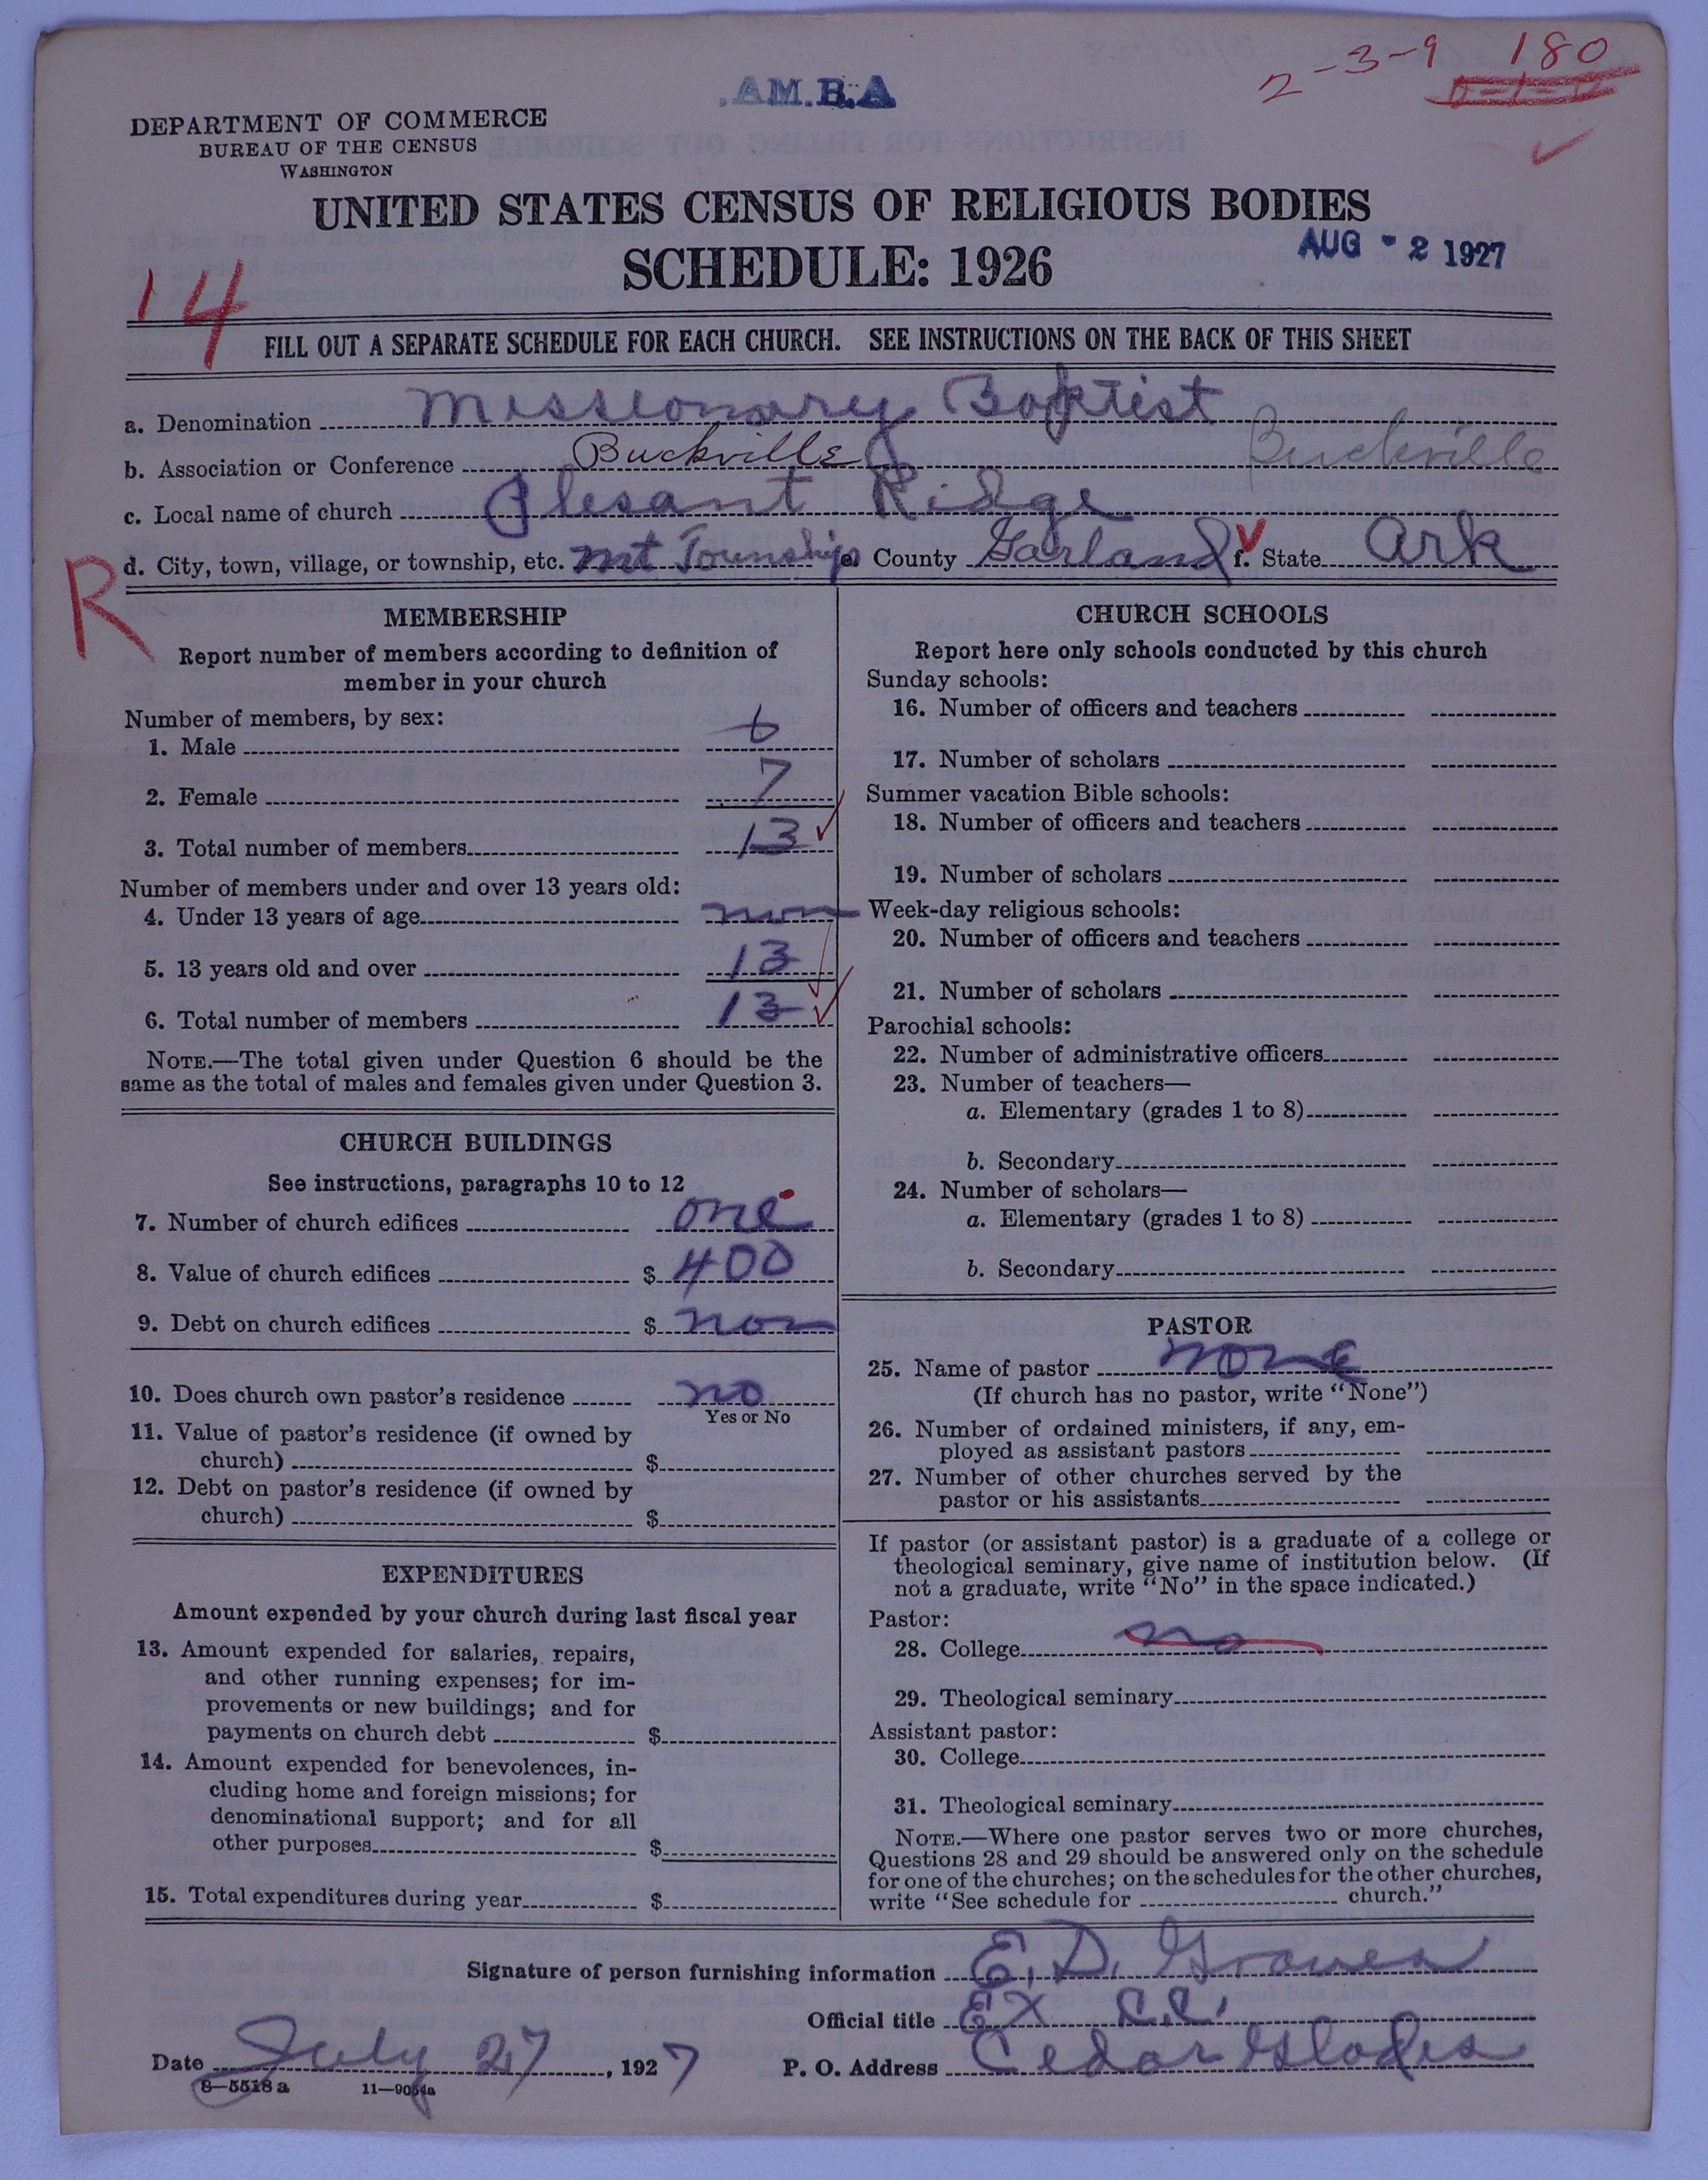 2-3-9 180
AM.B.A
DEPARTMENT OF COMMERCE
BUREAU OF THE CENSUS
WASHINGTON
UNITED STATES CENSUS OF RELIGIOUS BODIES
SCHEDULE: 1926
AUG - 2 1927
14
FILL OUT A SEPARATE SCHEDULE FOR EACH CHURCH. SEE INSTRUCTIONS ON THE BACK OF THIS SHEET
a. Denomination Missionary Baptist
b. Association or Conference Buckville Buckville
c. Local name of church Plesant Ridge
d. City, town, village, or township, etc. Mt Township e. County Garland f. State Ark
R
MEMBERSHIP
Report number of members according to definition of
member in your church
Number of members, by sex:
1. Male 6
2. Female 7
3. Total number of members 13
Number of members under and over 13 years old:
4. Under 13 years of age non
5. 13 years old and over 13
6. Total number of members 13
NOTE.—The total given under Question 6 should be the
same as the total of males and females given under Question 3.
CHURCH BUILDINGS
See instructions, paragraphs 10 to 12
7. Number of church edifices one
8. Value of church edifices $ 400
9. Debt on church edifices $ non
10. Does church own pastor's residence no
Yes or No
11. Value of pastor's residence (if owned by
church) $
12. Debt on pastor's residence (if owned by
church) $
EXPENDITURES
Amount expended by your church during last fiscal year
13. Amount expended for salaries, repairs,
and other running expenses; for im-
provements or new buildings; and for
payments on church debt $
14. Amount expended for benevolences, in-
cluding home and foreign missions; for
denominational support; and for all
other purposes $
15. Total expenditures during year $
CHURCH SCHOOLS
Report here only schools conducted by this church
Sunday schools:
16. Number of officers and teachers
17. Number of scholars
Summer vacation Bible schools:
18. Number of officers and teachers
19. Number of scholars
Week-day religious schools:
20. Number of officers and teachers
21. Number of scholars
Parochial schools:
22. Number of administrative officers
23. Number of teachers—
a. Elementary (grades 1 to 8)
b. Secondary
24. Number of scholars—
a. Elementary (grades 1 to 8)
b. Secondary
PASTOR
25. Name of pastor none
(If church has no pastor, write "None")
26. Number of ordained ministers, if any, em-
ployed as assistant pastors
27. Number of other churches served by the
pastor or his assistants
If pastor (or assistant pastor) is a graduate of a college or
theological seminary, give name of institution below. (If
not a graduate, write "No" in the space indicated.)
Pastor:
28. College no
29. Theological seminary
Assistant pastor:
30. College
31. Theological seminary
NOTE.—Where one pastor serves two or more churches,
Questions 28 and 29 should be answered only on the schedule
for one of the churches; on the schedules for the other churches,
write "See schedule for church."
Signature of person furnishing information E. D.
Official title Ex C.C.
Date July 27, 1927 P. O. Address Cedar Glades
8—5518 a 11—9054a